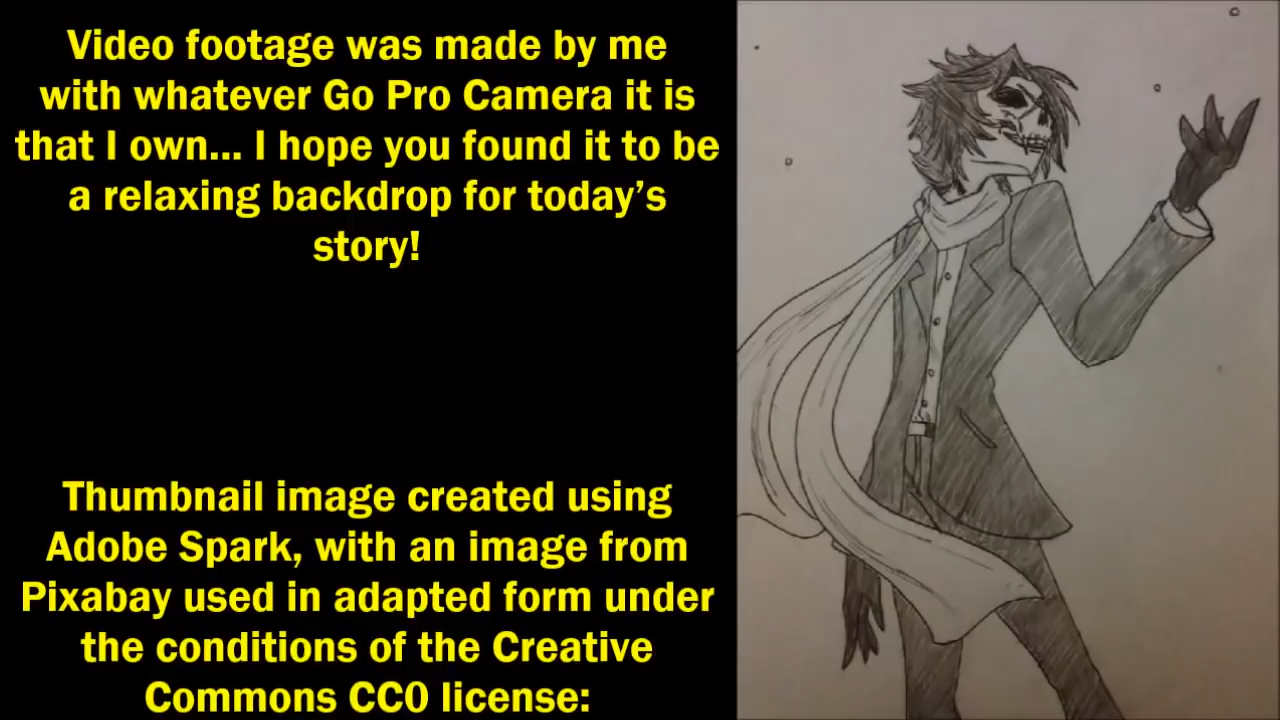 Video footage was made by me
with whatever Go Pro Camera it is
that I own... I hope you found it to be
a relaxing backdrop for today's
story!
Thumbnail image created using
Adobe Spark, with an image from
Pixabay used in adapted form under
the conditions of the Creative
Commons CC0 license: